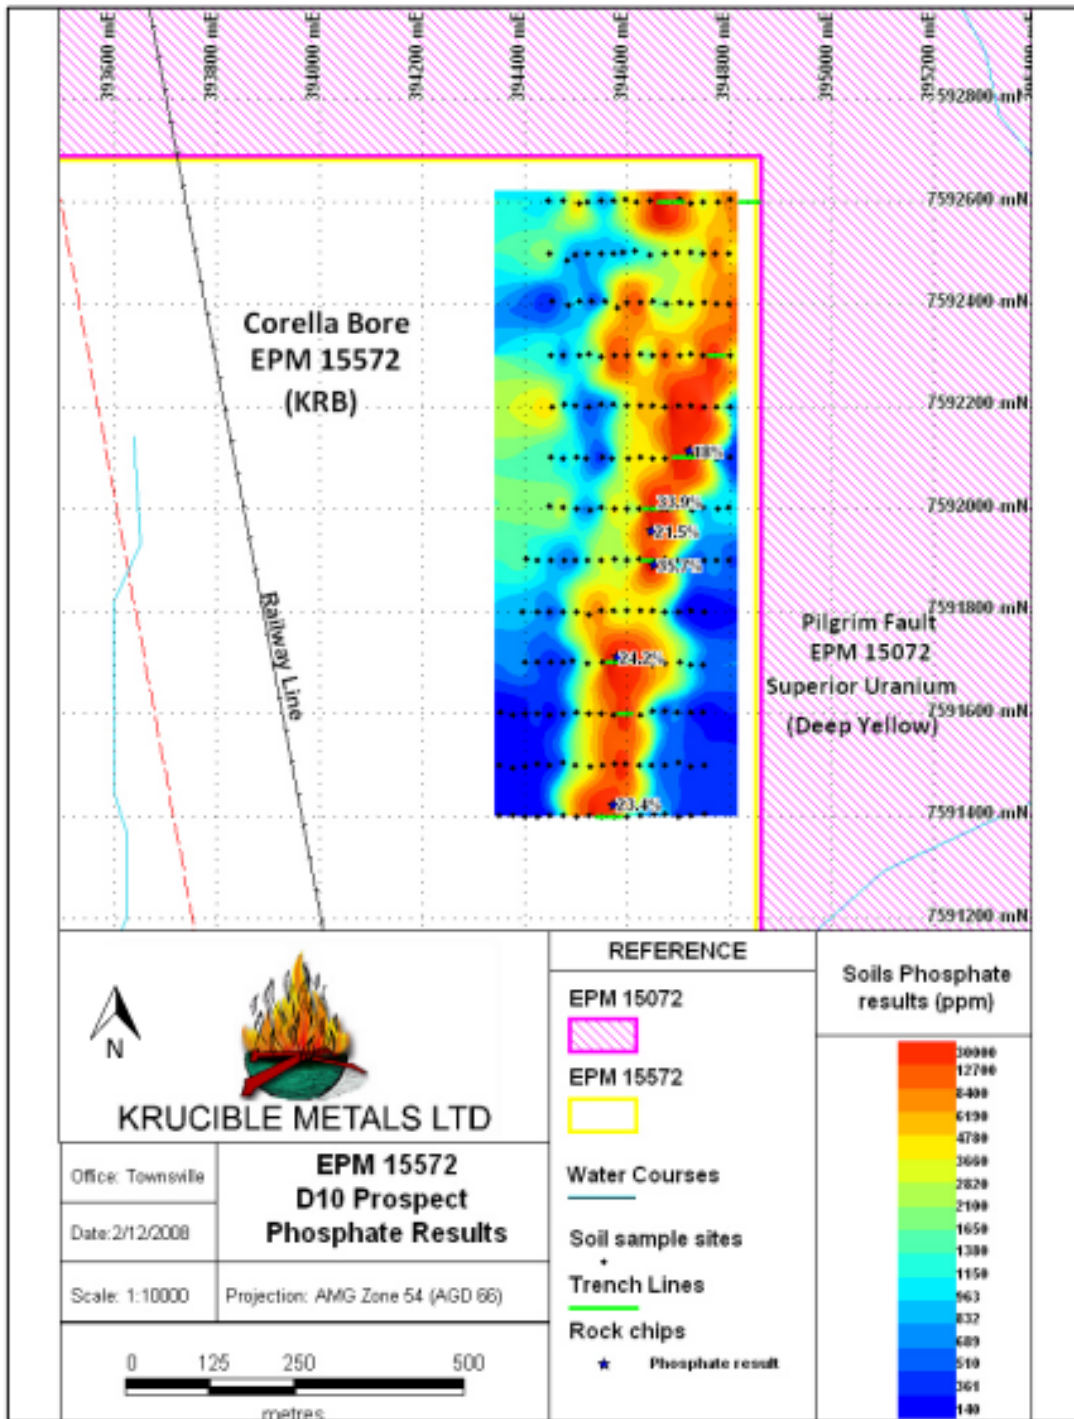 393600 mE
393800 mE
394000 mE
394200 mE
394400 mE
394600 mE
394800 mE
395000 mE
395200 mE
7592800 mN
7592600 mN
7592400 mN
7592200 mN
7592000 mN
7591800 mN
7591600 mN
7591400 mN
7591200 mN
Corella Bore
EPM 15572
(KRB)
Railway Line
33.9%
21.5%
24.2%
23.4%
Pilgrim Fault
EPM 15072
Superior Uranium
(Deep Yellow)
N
KRUCIBLE METALS LTD
Office: Townsville
Date:2/12/2008
Scale: 1:10000
EPM 15572
D10 Prospect
Phosphate Results
Projection: AMG Zone 54 (AGD 66)
0 125 250 500
metres
REFERENCE
EPM 15072
EPM 15572
Water Courses
Soil sample sites
Trench Lines
Rock chips
Phosphate result
Soils Phosphate
results (ppm)
30000
12700
8400
6190
4780
3660
2820
2100
1650
1380
1150
963
832
689
510
361
140